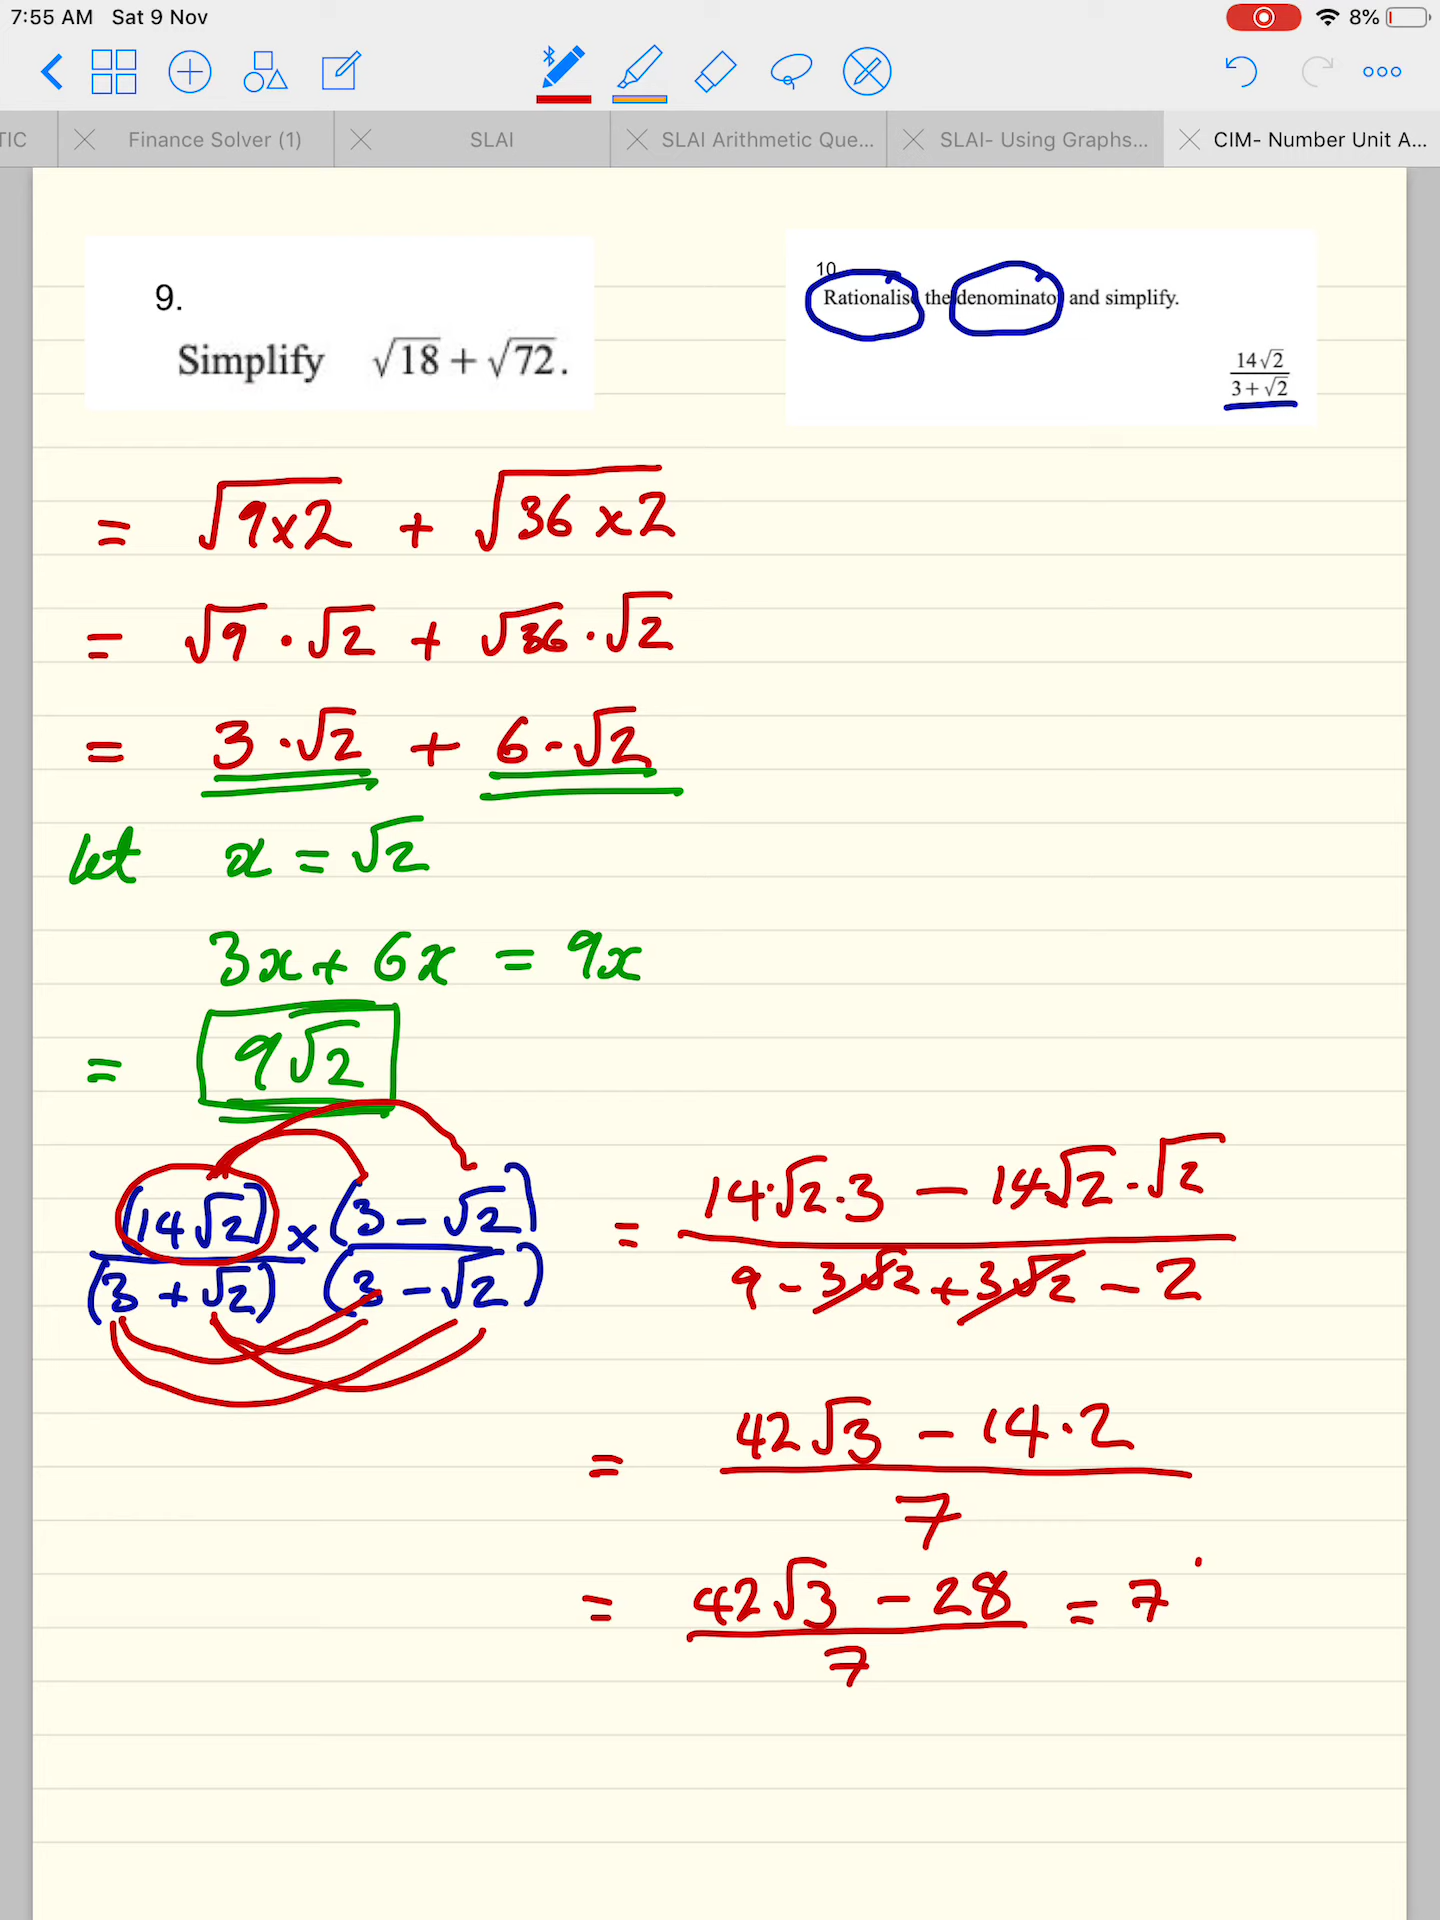 7:55 AM Sat 9 Nov 8%
TIC Finance Solver (1) SLAI SLAI Arithmetic Que... SLAI- Using Graphs... CIM- Number Unit A...
9.
Simplify √18 + √72.
10
Rationalise the denominato and simplify.
14√2
3 + √2
= √9×2 + √36×2
= √9 · √2 + √36 · √2
= 3 · √2 + 6 · √2
let x = √2
3x + 6x = 9x
= 9√2
(14√2) × (3 − √2)
(3 + √2) (3 − √2)
= 14·√2·3 − 14√2·√2
9 − 3√2 + 3√2 − 2
= 42√3 − 14·2
7
= 42√3 − 28 = 7
7